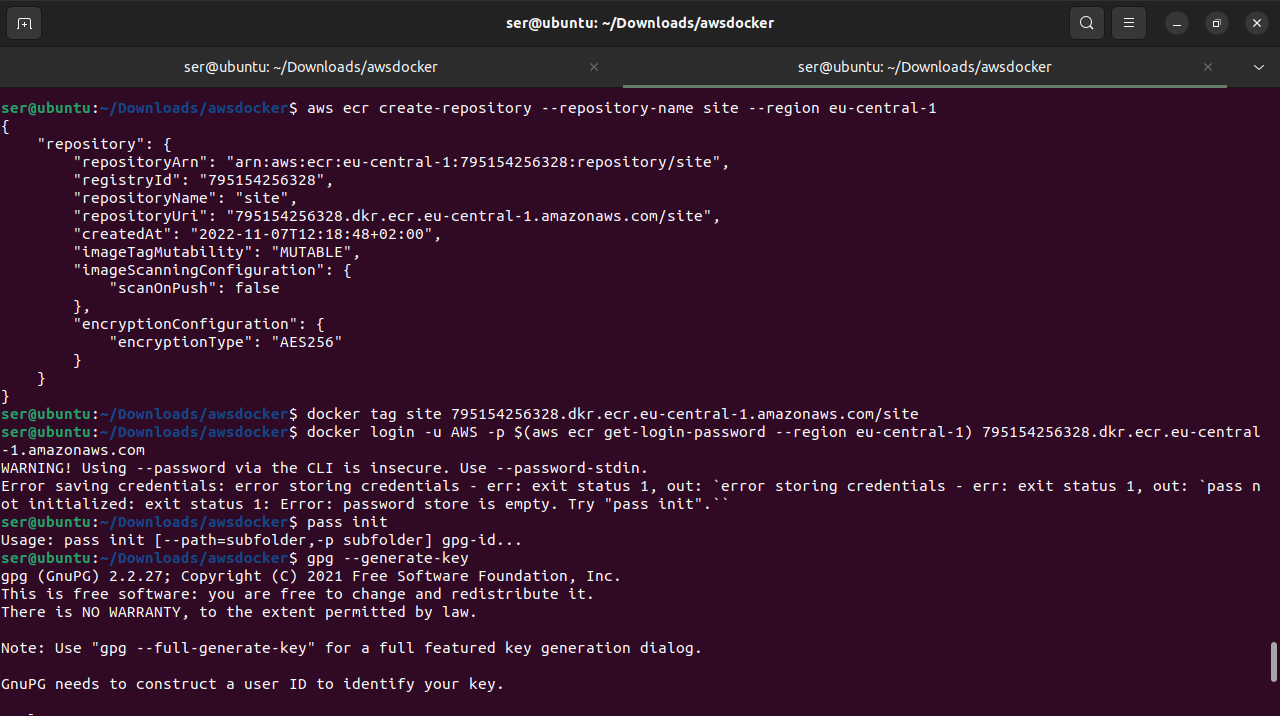 ser@ubuntu: ~/Downloads/awsdocker
ser@ubuntu: ~/Downloads/awsdocker
ser@ubuntu: ~/Downloads/awsdocker
ser@ubuntu:~/Downloads/awsdocker$ aws ecr create-repository --repository-name site --region eu-central-1
{
    "repository": {
        "repositoryArn": "arn:aws:ecr:eu-central-1:795154256328:repository/site",
        "registryId": "795154256328",
        "repositoryName": "site",
        "repositoryUri": "795154256328.dkr.ecr.eu-central-1.amazonaws.com/site",
        "createdAt": "2022-11-07T12:18:48+02:00",
        "imageTagMutability": "MUTABLE",
        "imageScanningConfiguration": {
            "scanOnPush": false
        },
        "encryptionConfiguration": {
            "encryptionType": "AES256"
        }
    }
}
ser@ubuntu:~/Downloads/awsdocker$ docker tag site 795154256328.dkr.ecr.eu-central-1.amazonaws.com/site
ser@ubuntu:~/Downloads/awsdocker$ docker login -u AWS -p $(aws ecr get-login-password --region eu-central-1) 795154256328.dkr.ecr.eu-central
-1.amazonaws.com
WARNING! Using --password via the CLI is insecure. Use --password-stdin.
Error saving credentials: error storing credentials - err: exit status 1, out: `error storing credentials - err: exit status 1, out: `pass n
ot initialized: exit status 1: Error: password store is empty. Try "pass init".``
ser@ubuntu:~/Downloads/awsdocker$ pass init
Usage: pass init [--path=subfolder,-p subfolder] gpg-id...
ser@ubuntu:~/Downloads/awsdocker$ gpg --generate-key
gpg (GnuPG) 2.2.27; Copyright (C) 2021 Free Software Foundation, Inc.
This is free software: you are free to change and redistribute it.
There is NO WARRANTY, to the extent permitted by law.
Note: Use "gpg --full-generate-key" for a full featured key generation dialog.
GnuPG needs to construct a user ID to identify your key.